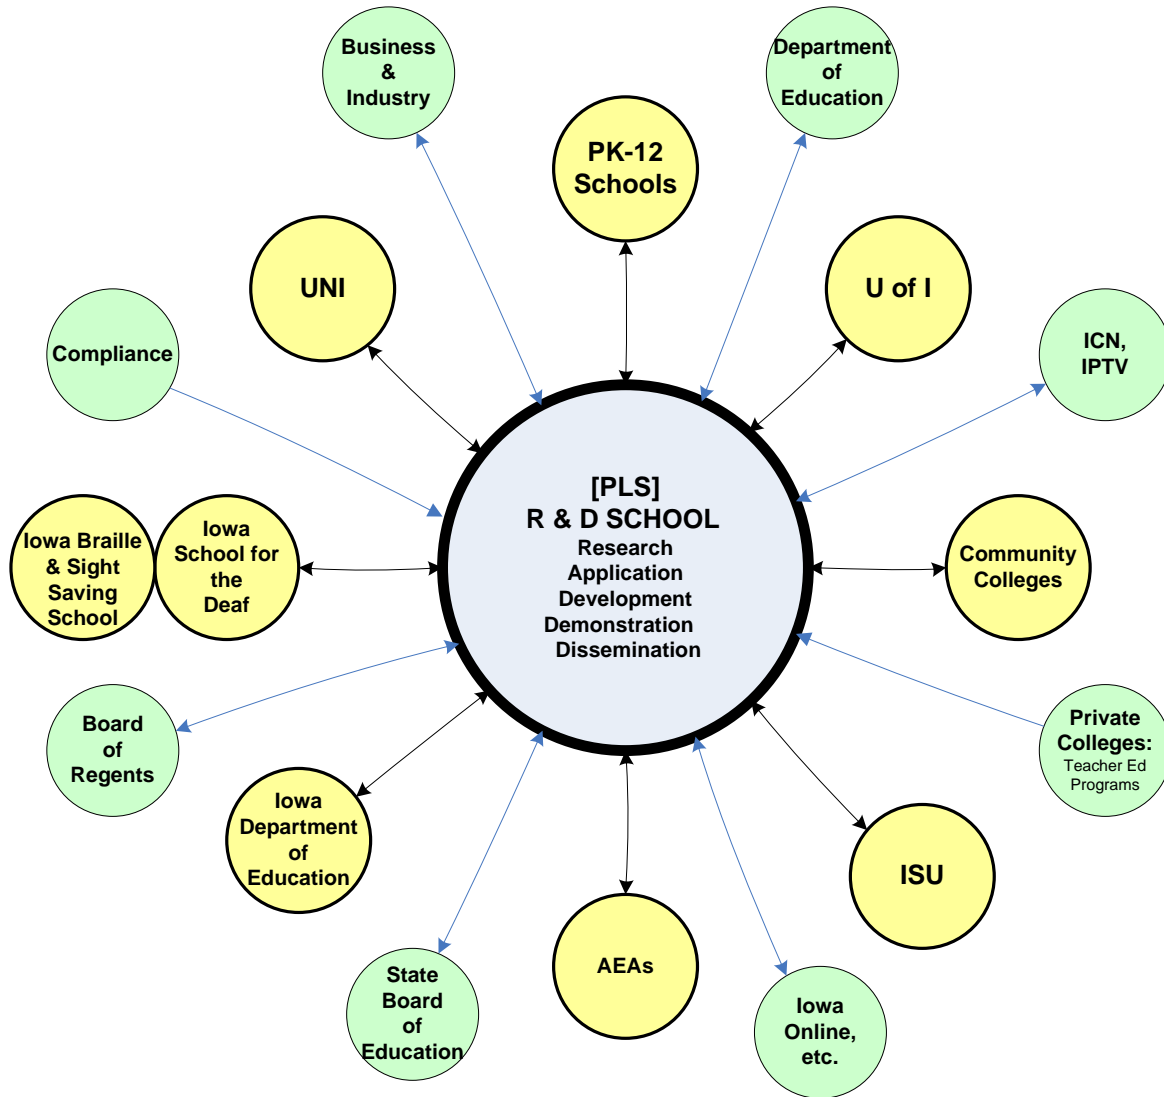 Business
&
Industry
Department
of
Education
PK-12
Schools
UNI
U of I
Compliance
ICN,
IPTV
[PLS]
R & D SCHOOL
Research
Application
Development
Demonstration
Dissemination
Iowa Braille
& Sight
Saving
School
Iowa
School for
the
Deaf
Community
Colleges
Board
of
Regents
Private
Colleges:
Teacher Ed
Programs
Iowa
Department
of
Education
ISU
State
Board
of
Education
AEAs
Iowa
Online,
etc.